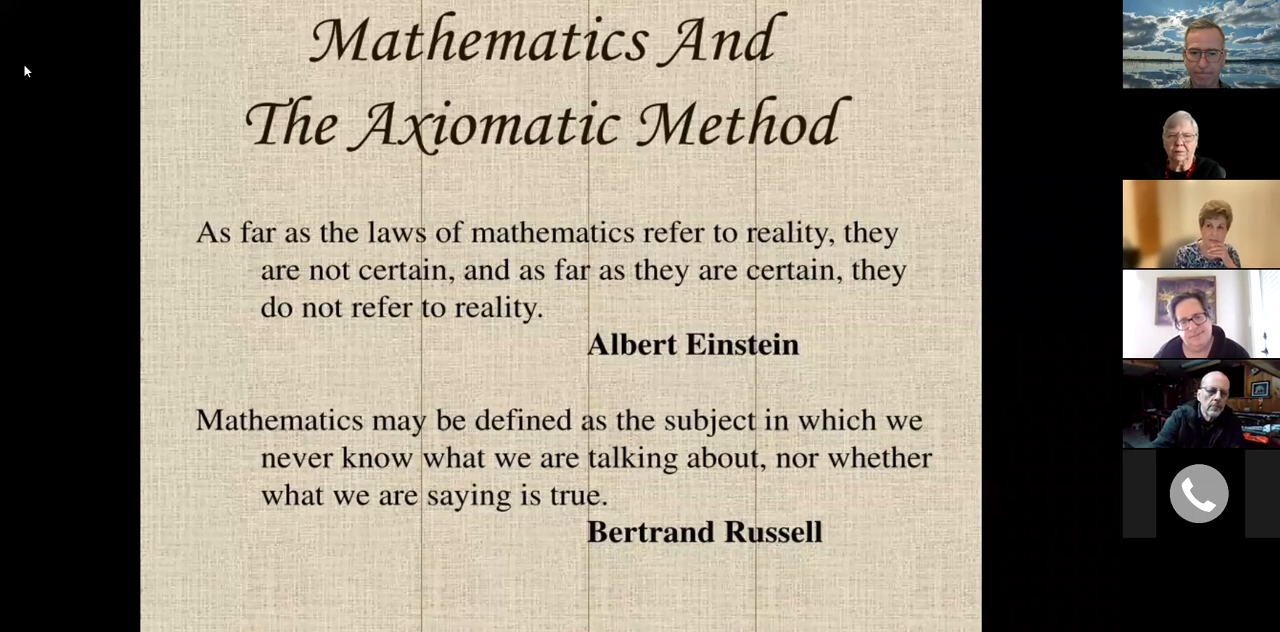 Mathematics And
The Axiomatic Method
As far as the laws of mathematics refer to reality, they
are not certain, and as far as they are certain, they
do not refer to reality.
Albert Einstein
Mathematics may be defined as the subject in which we
never know what we are talking about, nor whether
what we are saying is true.
Bertrand Russell